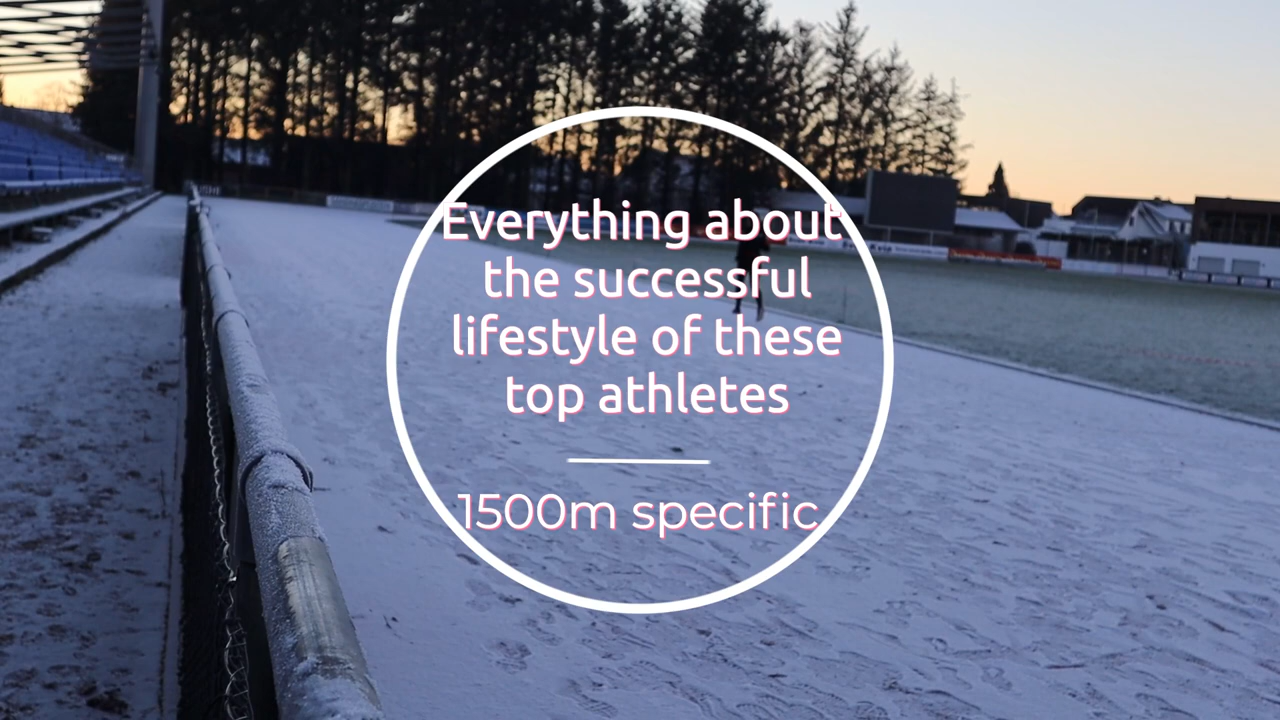 Everything about
the successful
lifestyle of these
top athletes
1500m specific